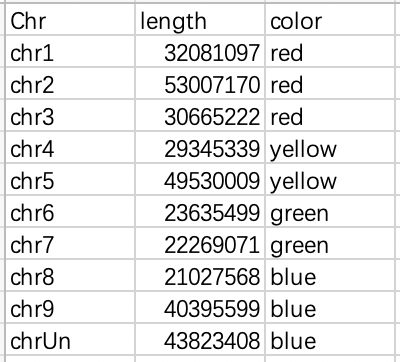 Chr length color
chr1 32081097 red
chr2 53007170 red
chr3 30665222 red
chr4 29345339 yellow
chr5 49530009 yellow
chr6 23635499 green
chr7 22269071 green
chr8 21027568 blue
chr9 40395599 blue
chrUn 43823408 blue